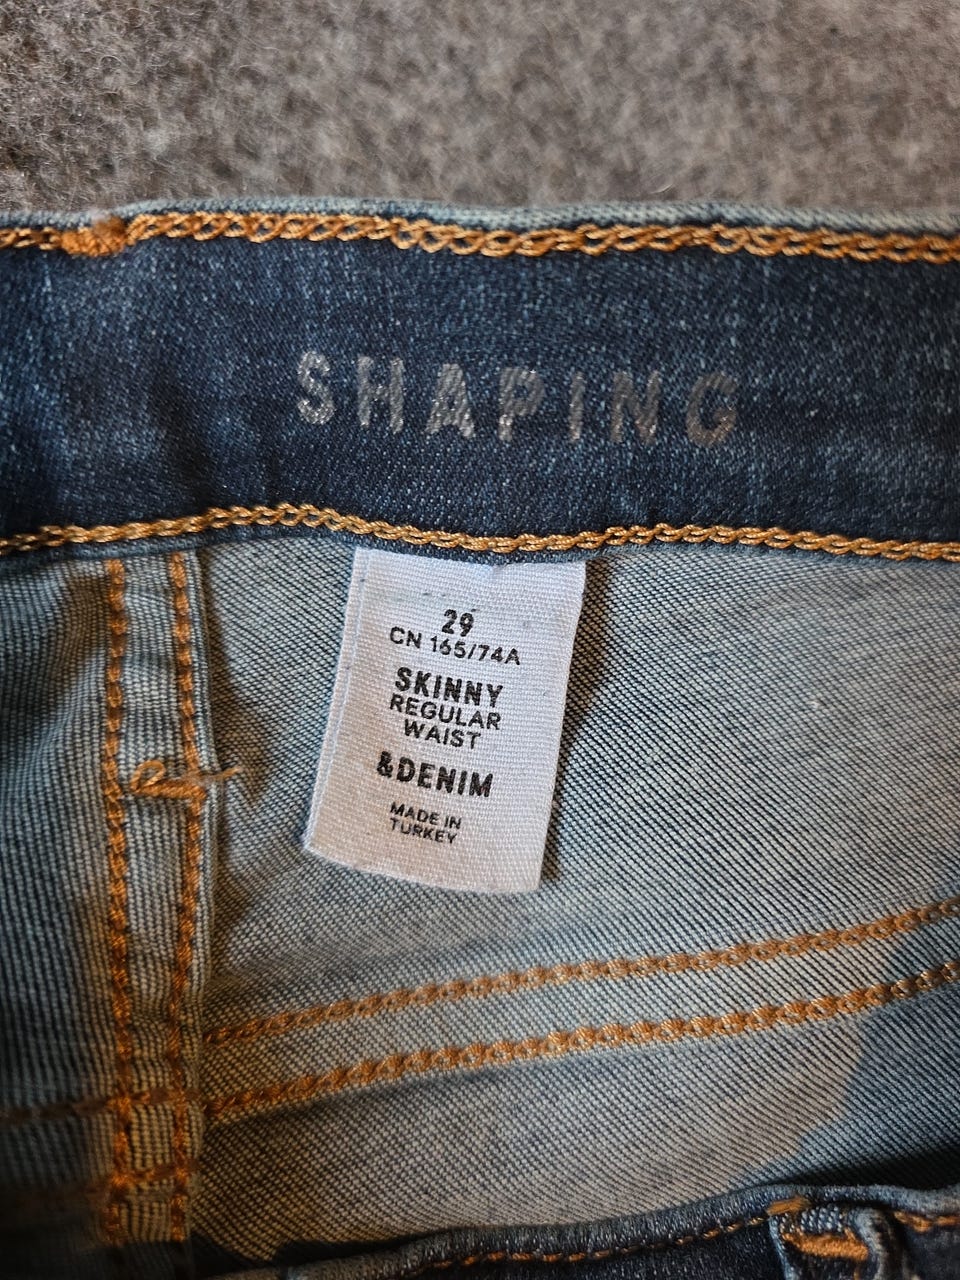 SHAPING
29
CN 165/74A
SKINNY
REGULAR
WAIST
&DENIM
MADE IN
TURKEY